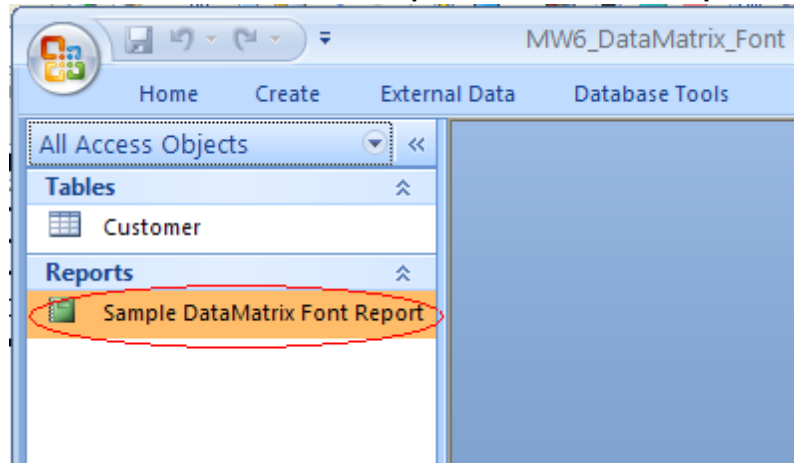 MW6_DataMatrix_Font
Home Create External Data Database Tools
All Access Objects
Tables
Customer
Reports
Sample DataMatrix Font Report